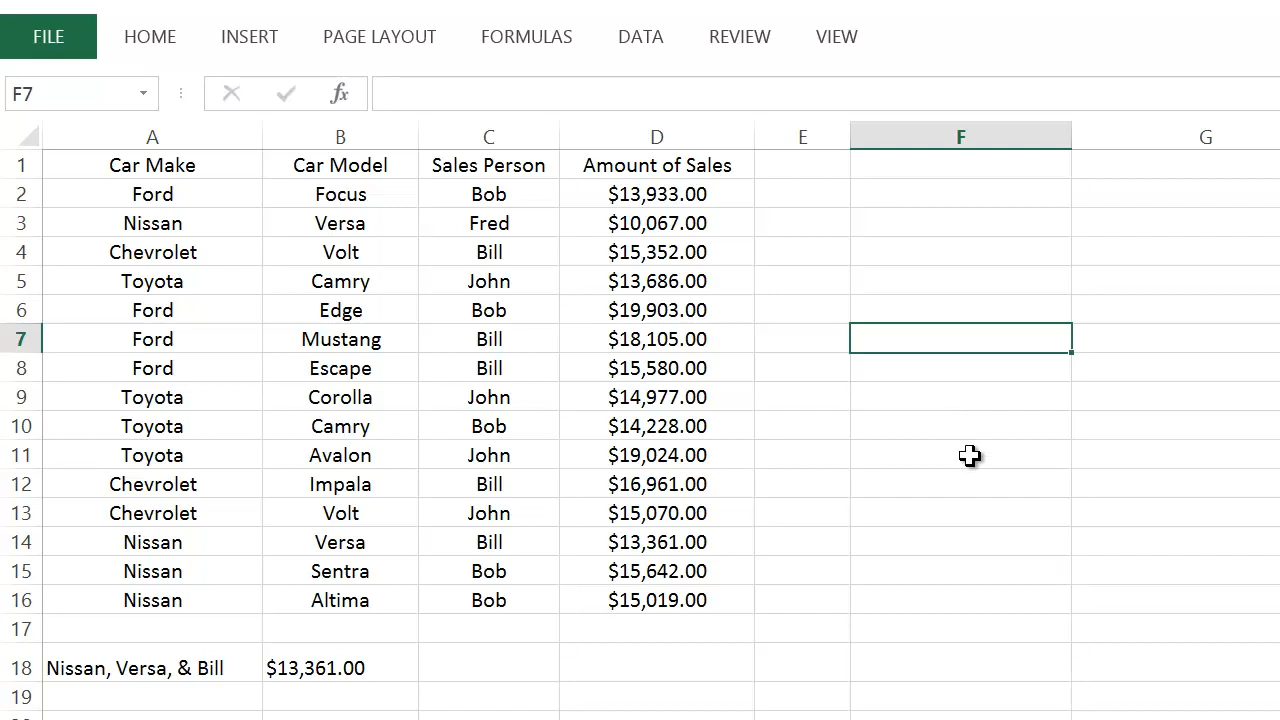 FILE HOME INSERT PAGE LAYOUT FORMULAS DATA REVIEW VIEW
F7 fx
A B C D E F G
1 Car Make Car Model Sales Person Amount of Sales
2 Ford Focus Bob $13,933.00
3 Nissan Versa Fred $10,067.00
4 Chevrolet Volt Bill $15,352.00
5 Toyota Camry John $13,686.00
6 Ford Edge Bob $19,903.00
7 Ford Mustang Bill $18,105.00
8 Ford Escape Bill $15,580.00
9 Toyota Corolla John $14,977.00
10 Toyota Camry Bob $14,228.00
11 Toyota Avalon John $19,024.00
12 Chevrolet Impala Bill $16,961.00
13 Chevrolet Volt John $15,070.00
14 Nissan Versa Bill $13,361.00
15 Nissan Sentra Bob $15,642.00
16 Nissan Altima Bob $15,019.00
17
18 Nissan, Versa, & Bill $13,361.00
19